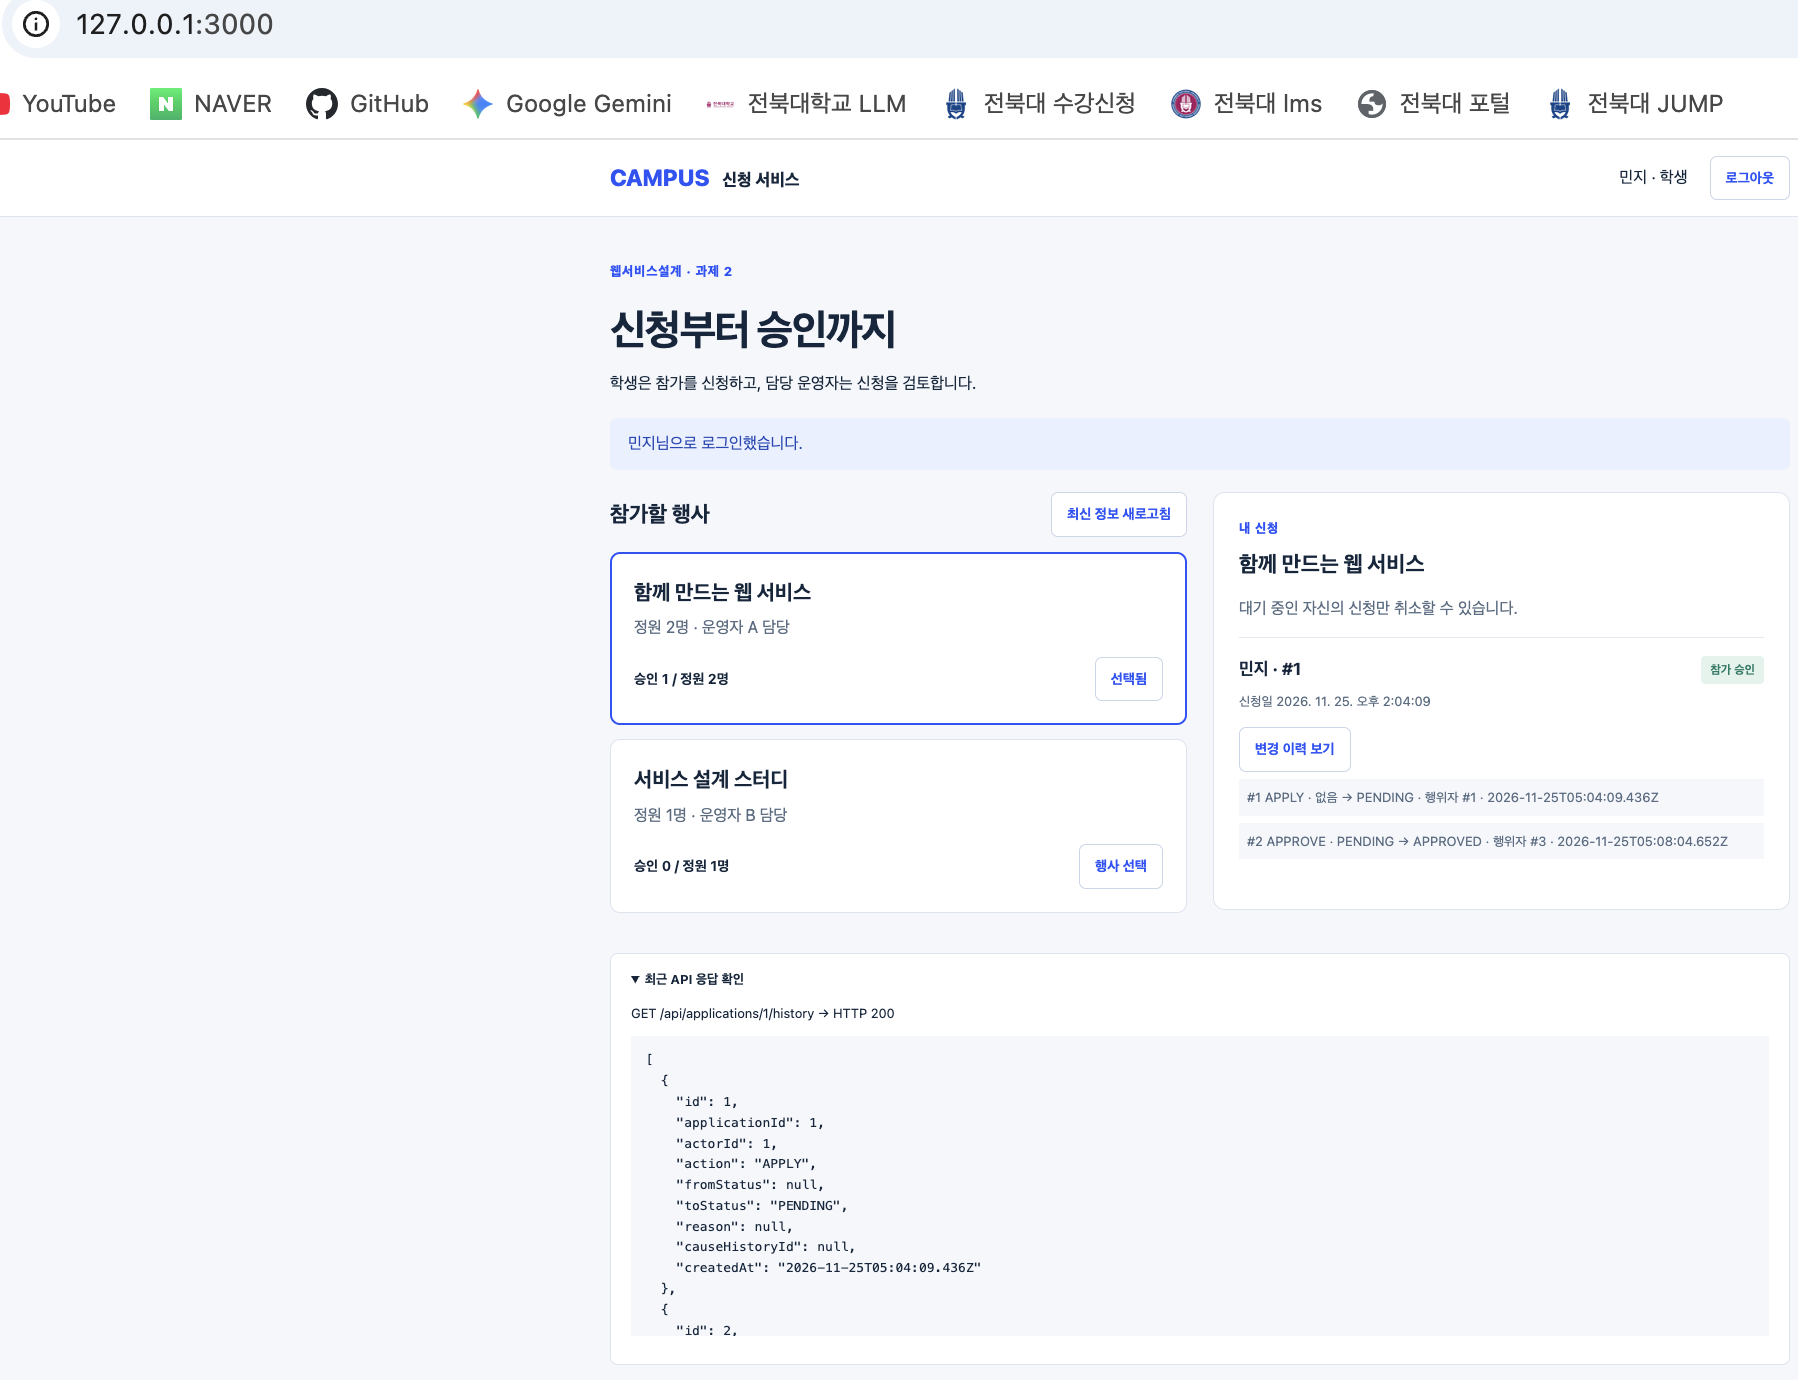 127.0.0.1:3000
YouTube NAVER GitHub Google Gemini 전북대학교 LLM 전북대 수강신청 전북대 lms 전북대 포털 전북대 JUMP
CAMPUS 신청 서비스
민지 · 학생 로그아웃
웹서비스설계 · 과제 2
신청부터 승인까지
학생은 참가를 신청하고, 담당 운영자는 신청을 검토합니다.
민지님으로 로그인했습니다.
참가할 행사 최신 정보 새로고침
함께 만드는 웹 서비스
정원 2명 · 운영자 A 담당
승인 1 / 정원 2명 선택됨
서비스 설계 스터디
정원 1명 · 운영자 B 담당
승인 0 / 정원 1명 행사 선택
내 신청
함께 만드는 웹 서비스
대기 중인 자신의 신청만 취소할 수 있습니다.
민지 · #1 참가 승인
신청일 2026. 11. 25. 오후 2:04:09
변경 이력 보기
#1 APPLY · 없음 → PENDING · 행위자 #1 · 2026-11-25T05:04:09.436Z
#2 APPROVE · PENDING → APPROVED · 행위자 #3 · 2026-11-25T05:08:04.652Z
▼ 최근 API 응답 확인
GET /api/applications/1/history → HTTP 200
[
{
"id": 1,
"applicationId": 1,
"actorId": 1,
"action": "APPLY",
"fromStatus": null,
"toStatus": "PENDING",
"reason": null,
"causeHistoryId": null,
"createdAt": "2026-11-25T05:04:09.436Z"
},
{
"id": 2,